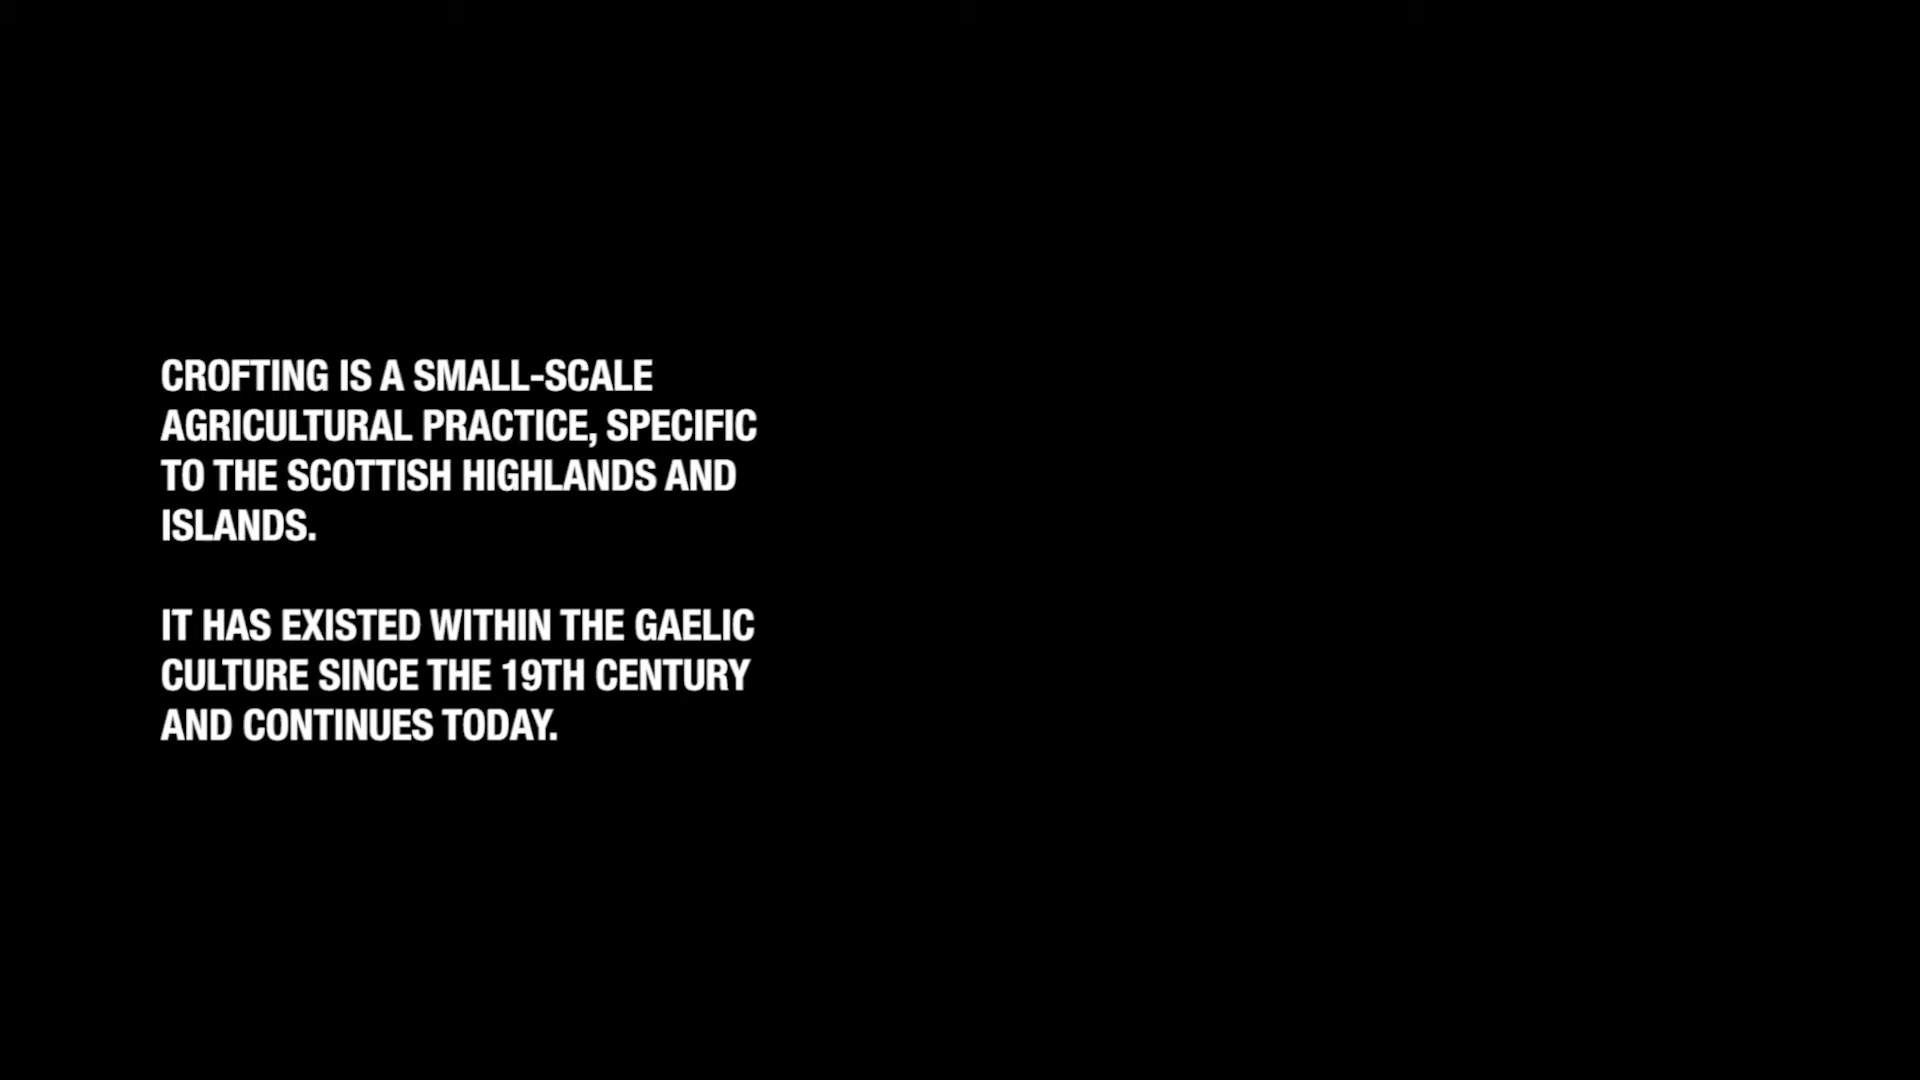 CROFTING IS A SMALL-SCALE
AGRICULTURAL PRACTICE, SPECIFIC
TO THE SCOTTISH HIGHLANDS AND
ISLANDS.
IT HAS EXISTED WITHIN THE GAELIC
CULTURE SINCE THE 19TH CENTURY
AND CONTINUES TODAY.